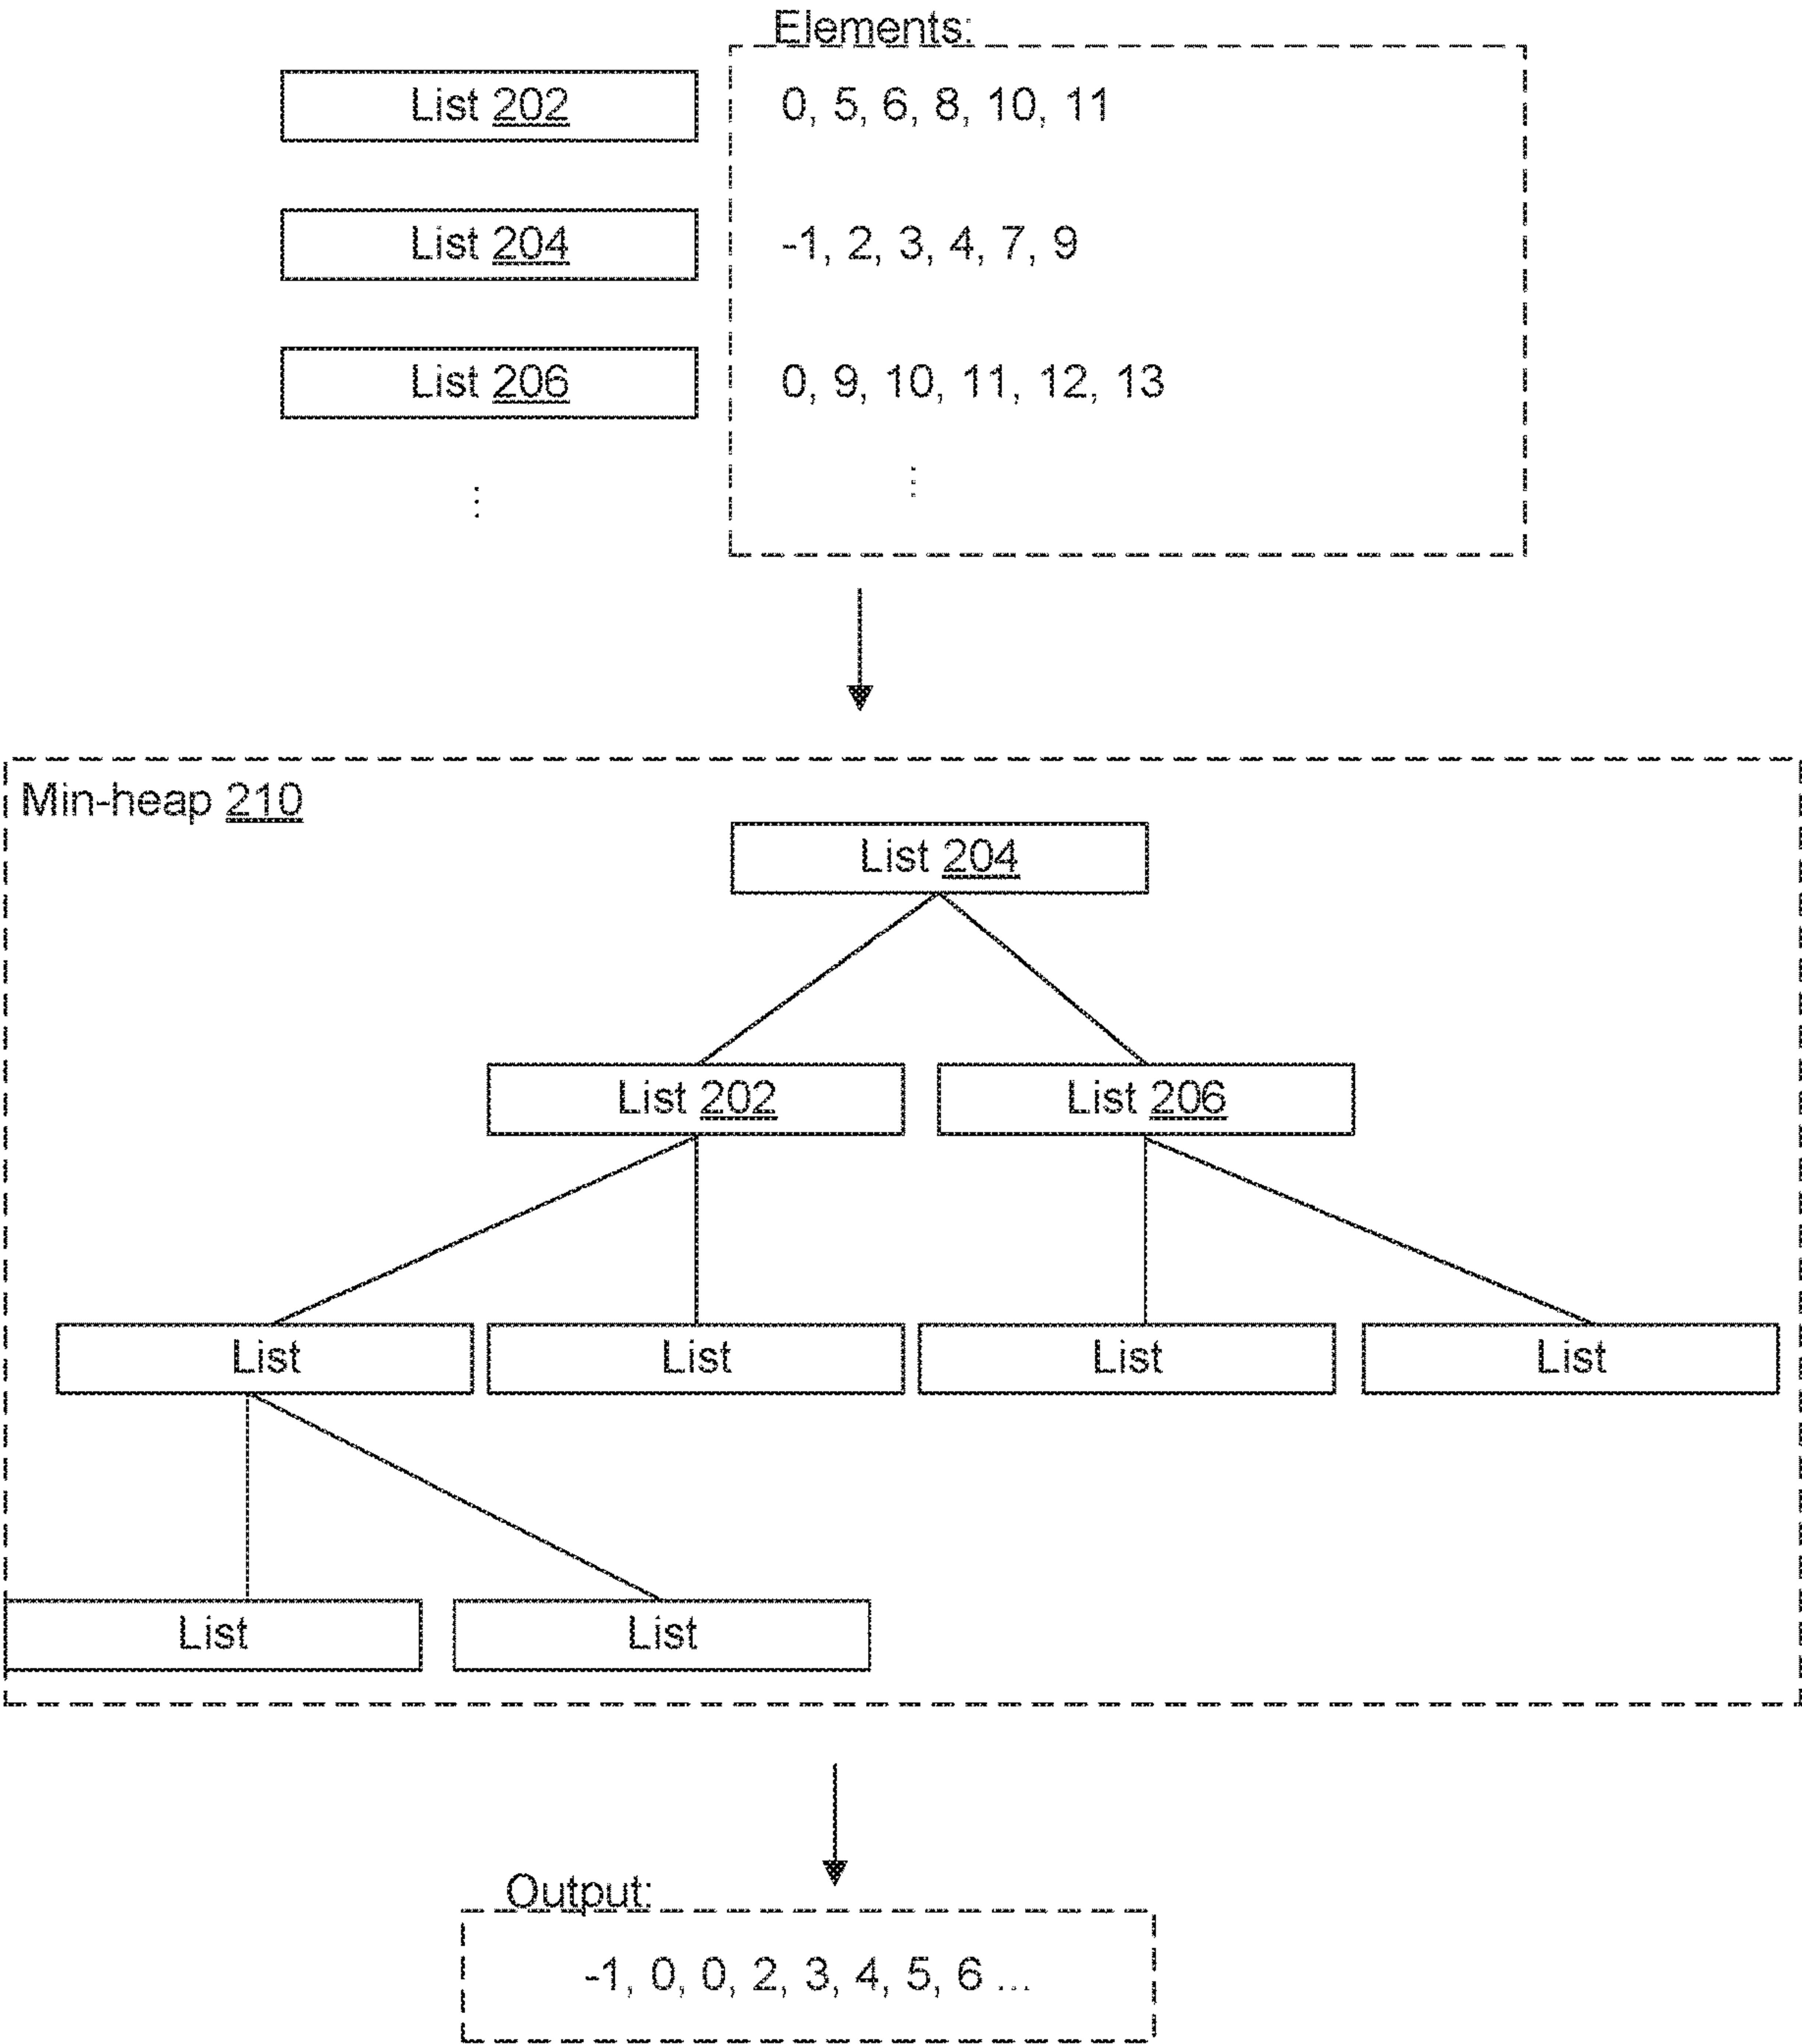 Elements:
List 202 0, 5, 6, 8, 10, 11
List 204 -1, 2, 3, 4, 7, 9
List 206 0, 9, 10, 11, 12, 13
⋮ ⋮
Min-heap 210
List 204
List 202 List 206
List List List List
List List
Output:
-1, 0, 0, 2, 3, 4, 5, 6 ...